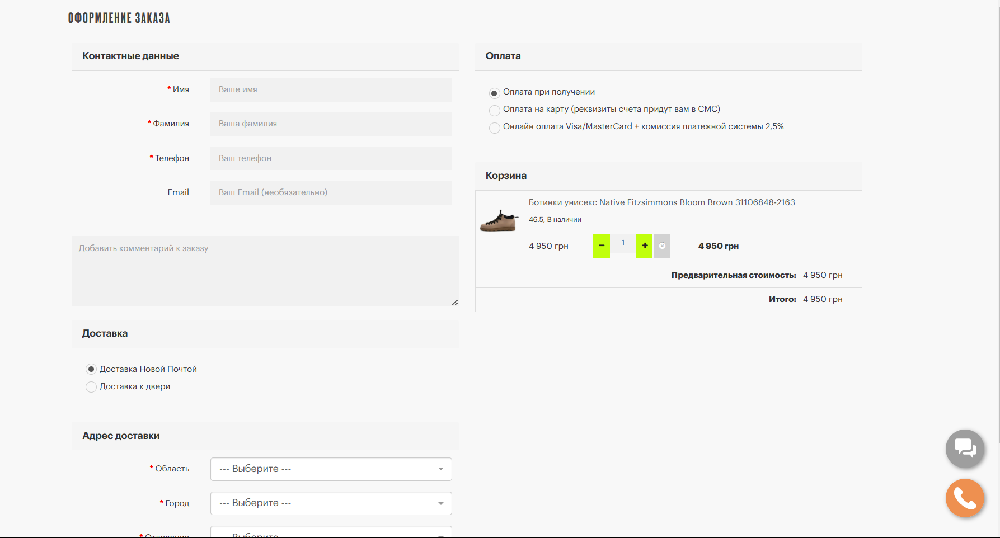 ОФОРМЛЕНИЕ ЗАКАЗА
Контактные данные
* Имя
Ваше имя
* Фамилия
Ваша фамилия
* Телефон
Ваш телефон
Email
Ваш Email (необязательно)
Добавить комментарий к заказу
Доставка
Доставка Новой Почтой
Доставка к двери
Адрес доставки
* Область
--- Выберите ---
* Город
--- Выберите ---
* Отделение
--- Выберите ---
Оплата
Оплата при получении
Оплата на карту (реквизиты счета придут вам в СМС)
Онлайн оплата Visa/MasterCard + комиссия платежной системы 2,5%
Корзина
Ботинки унисекс Native Fitzsimmons Bloom Brown 31106848-2163
46.5, В наличии
4 950 грн − 1 + 4 950 грн
Предварительная стоимость: 4 950 грн
Итого: 4 950 грн